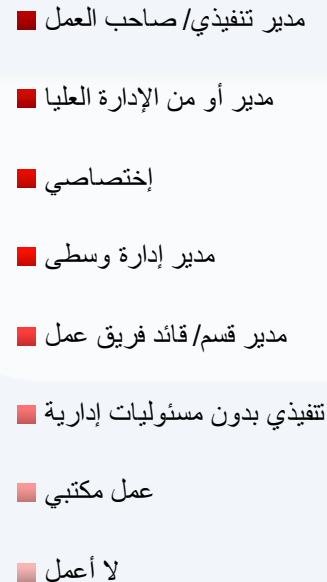 مدير تنفيذي/ صاحب العمل
مدير أو من الإدارة العليا
إختصاصي
مدير إدارة وسطى
مدير قسم/ قائد فريق عمل
تنفيذي بدون مسئوليات إدارية
عمل مكتبي
لا أعمل